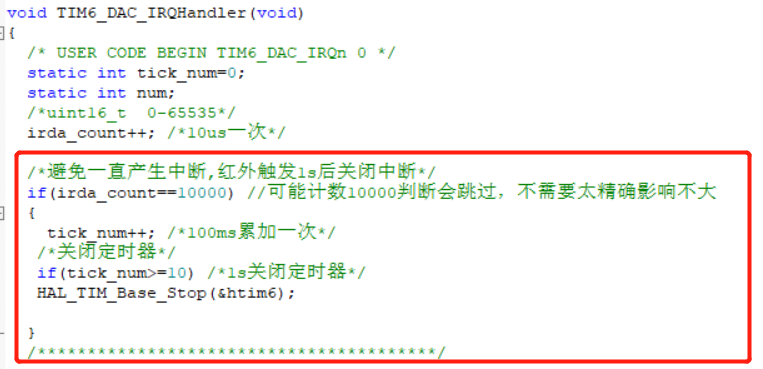 void TIM6_DAC_IRQHandler(void)
{
/* USER CODE BEGIN TIM6_DAC_IRQn 0 */
static int tick_num=0;
static int num;
/*uint16_t  0-65535*/
irda_count++; /*10us一次*/
/*避免一直产生中断,红外触发1s后关闭中断*/
if(irda_count==10000) //可能计数10000判断会跳过，不需要太精确影响不大
{
tick_num++; /*100ms累加一次*/
/*关闭定时器*/
if(tick_num>=10) /*1s关闭定时器*/
HAL_TIM_Base_Stop(&htim6);
}
/****************************************/